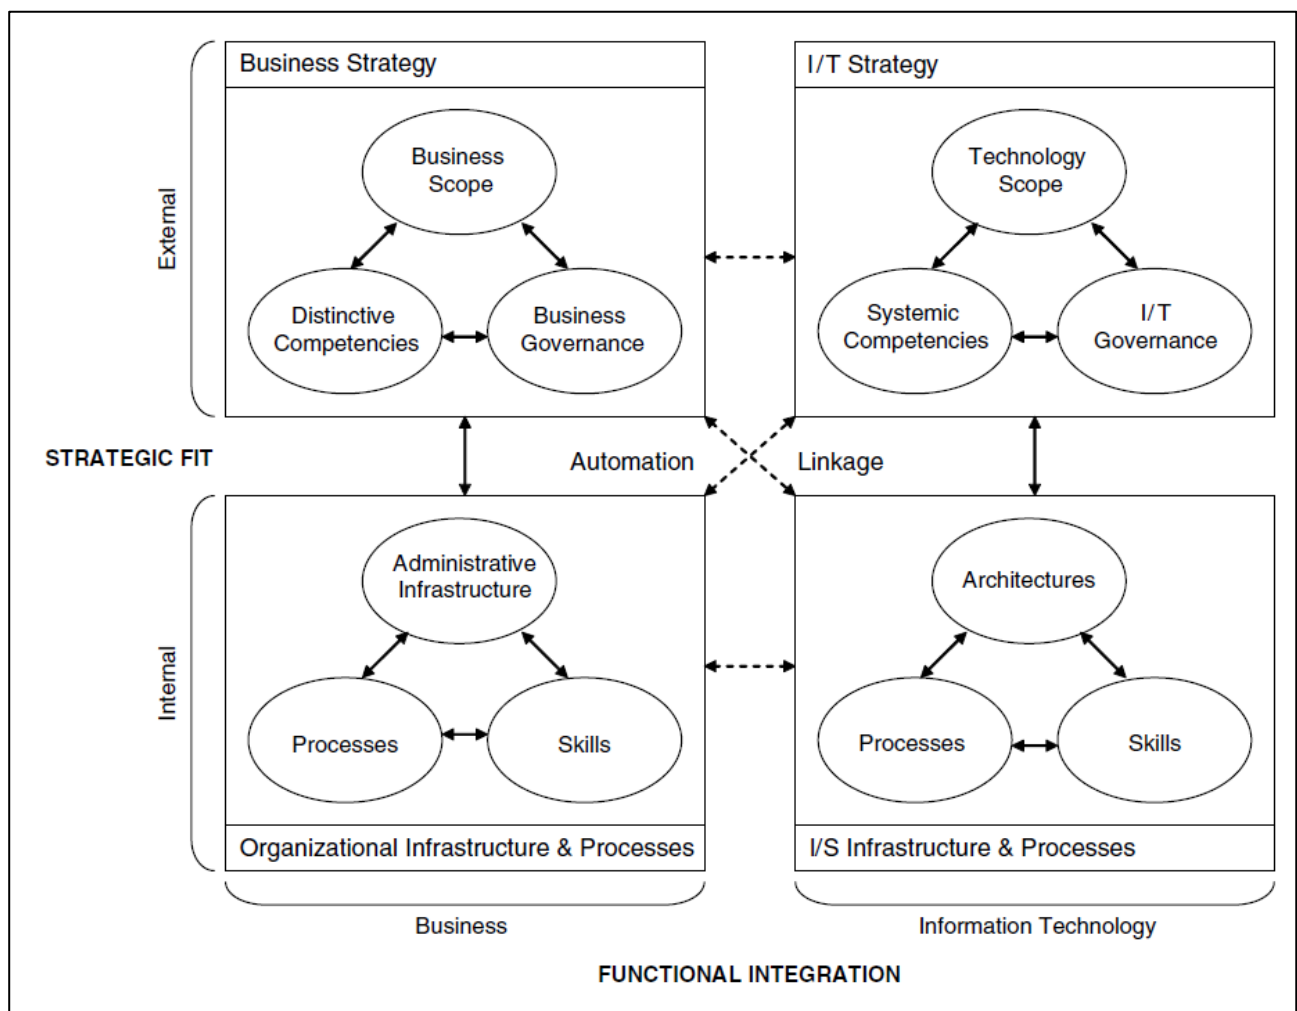 Business Strategy
I/T Strategy
Business
Scope
Technology
Scope
External
Distinctive
Competencies
Business
Governance
Systemic
Competencies
I/T
Governance
STRATEGIC FIT
Automation
Linkage
Administrative
Infrastructure
Architectures
Internal
Processes
Skills
Processes
Skills
Organizational Infrastructure & Processes
I/S Infrastructure & Processes
Business
Information Technology
FUNCTIONAL INTEGRATION